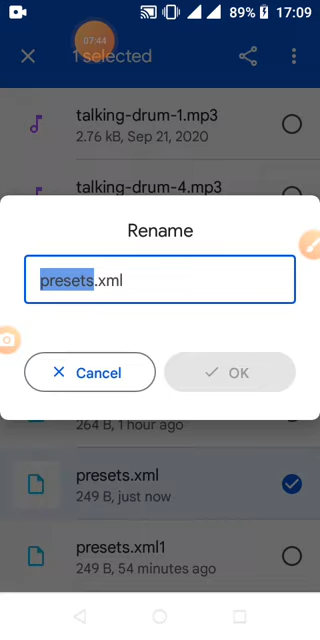 89% 17:09
07:44
1 selected
talking-drum-1.mp3
2.76 kB, Sep 21, 2020
talking-drum-4.mp3
Rename
presets.xml
Cancel
OK
264 B, 1 hour ago
presets.xml
249 B, just now
presets.xml1
249 B, 54 minutes ago